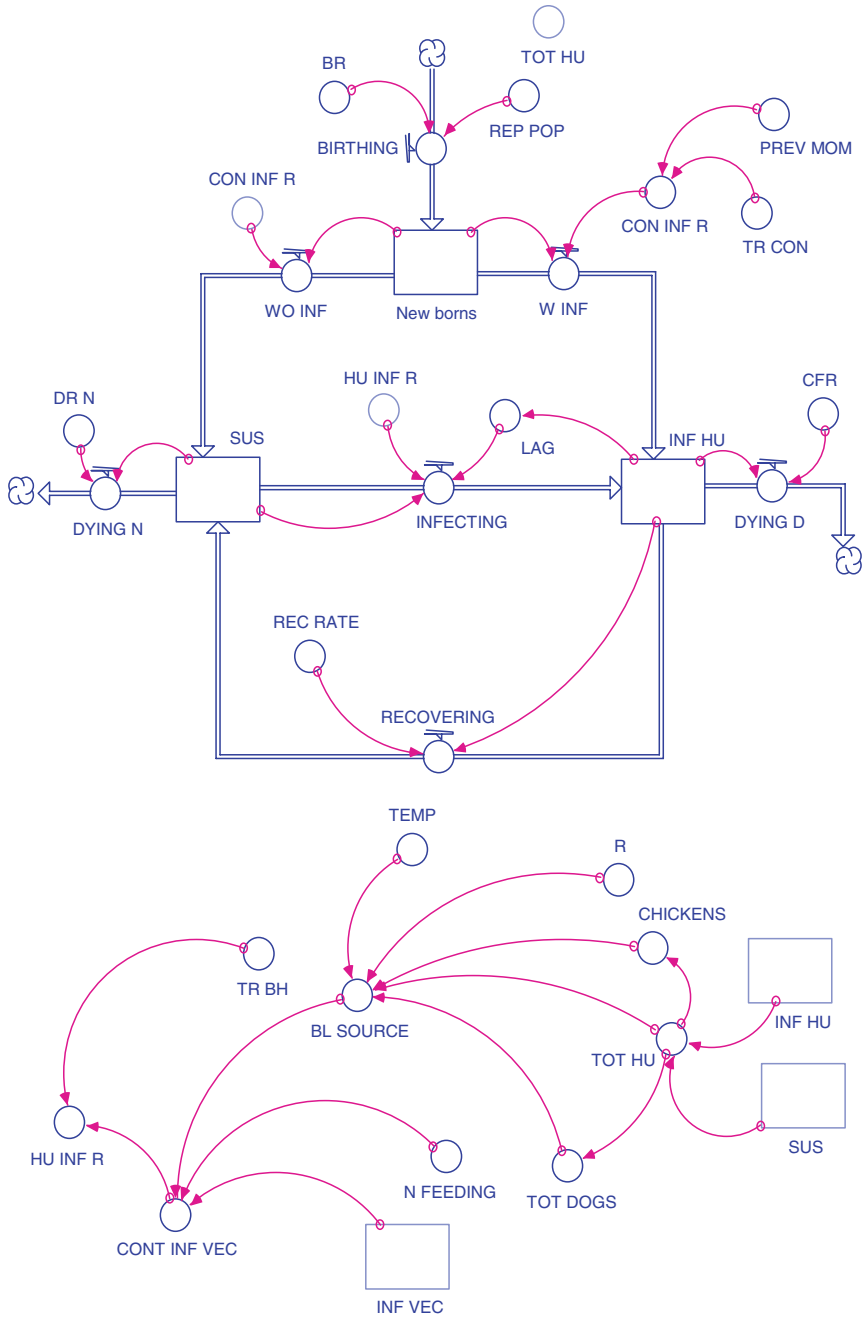 TOT HU
BR
REP POP
BIRTHING
PREV MOM
CON INF R
CON INF R
TR CON
WO INF
New borns
W INF
HU INF R
CFR
DR N
SUS
LAG
INF HU
DYING N
INFECTING
DYING D
REC RATE
RECOVERING
TEMP
R
CHICKENS
TR BH
BL SOURCE
INF HU
TOT HU
HU INF R
N FEEDING
TOT DOGS
SUS
CONT INF VEC
INF VEC